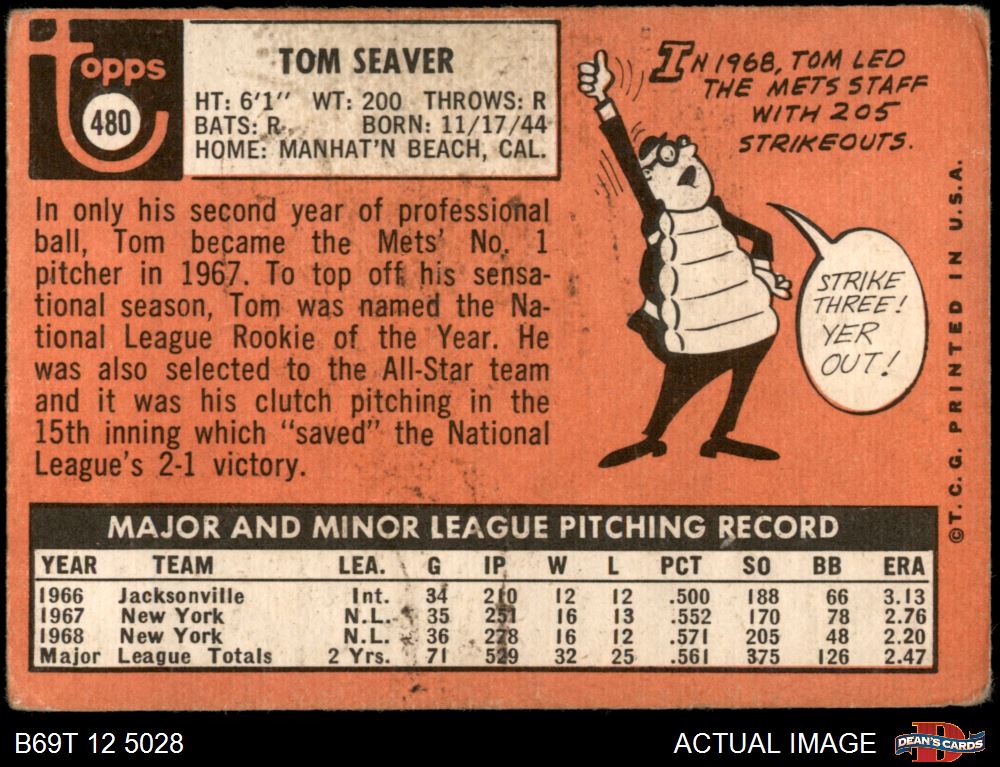 Topps
480
TOM SEAVER
HT: 6'1" WT: 200 THROWS: R
BATS: R BORN: 11/17/44
HOME: MANHAT'N BEACH, CAL.
In only his second year of professional
ball, Tom became the Mets' No. 1
pitcher in 1967. To top off his sensa-
tional season, Tom was named the Na-
tional League Rookie of the Year. He
was also selected to the All-Star team
and it was his clutch pitching in the
15th inning which "saved" the National
League's 2-1 victory.
IN 1968, TOM LED
THE METS STAFF
WITH 205
STRIKEOUTS.
STRIKE
THREE!
YER
OUT!
©T.C.G. PRINTED IN U.S.A.
MAJOR AND MINOR LEAGUE PITCHING RECORD
YEAR TEAM LEA. G IP W L PCT SO BB ERA
1966 Jacksonville Int. 34 210 12 12 .500 188 66 3.13
1967 New York N.L. 35 251 16 13 .552 170 78 2.76
1968 New York N.L. 36 278 16 12 .571 205 48 2.20
Major League Totals 2 Yrs. 71 529 32 25 .561 375 126 2.47
B69T 12 5028
ACTUAL IMAGE
D
DEAN'S CARDS